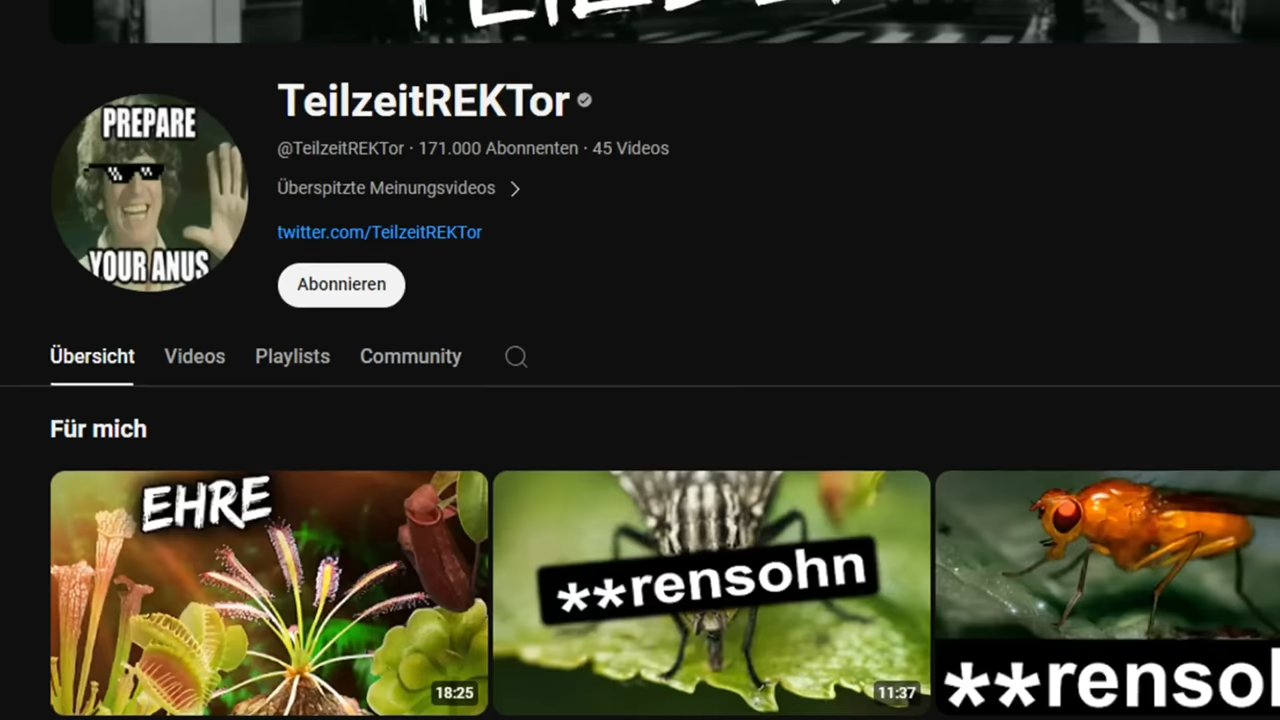 PREPARE
YOUR ANUS
TeilzeitREKTor
@TeilzeitREKTor · 171.000 Abonnenten · 45 Videos
Überspitzte Meinungsvideos
twitter.com/TeilzeitREKTor
Abonnieren
Übersicht Videos Playlists Community
Für mich
EHRE
18:25
**rensohn
11:37